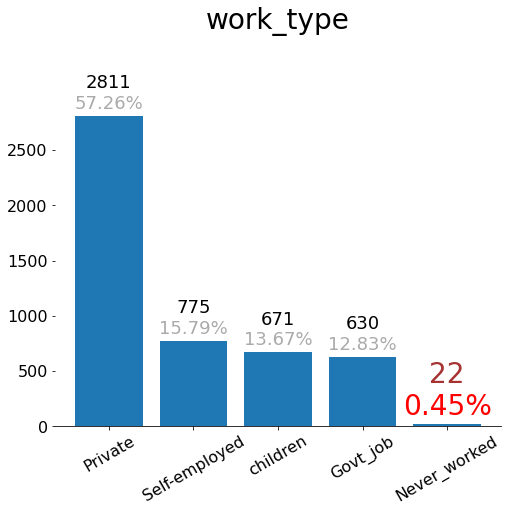 work_type
2811
57.26%
775
15.79%
671
13.67%
630
12.83%
22
0.45%
2500
2000
1500
1000
500
0
Private
Self-employed
children
Govt_job
Never_worked